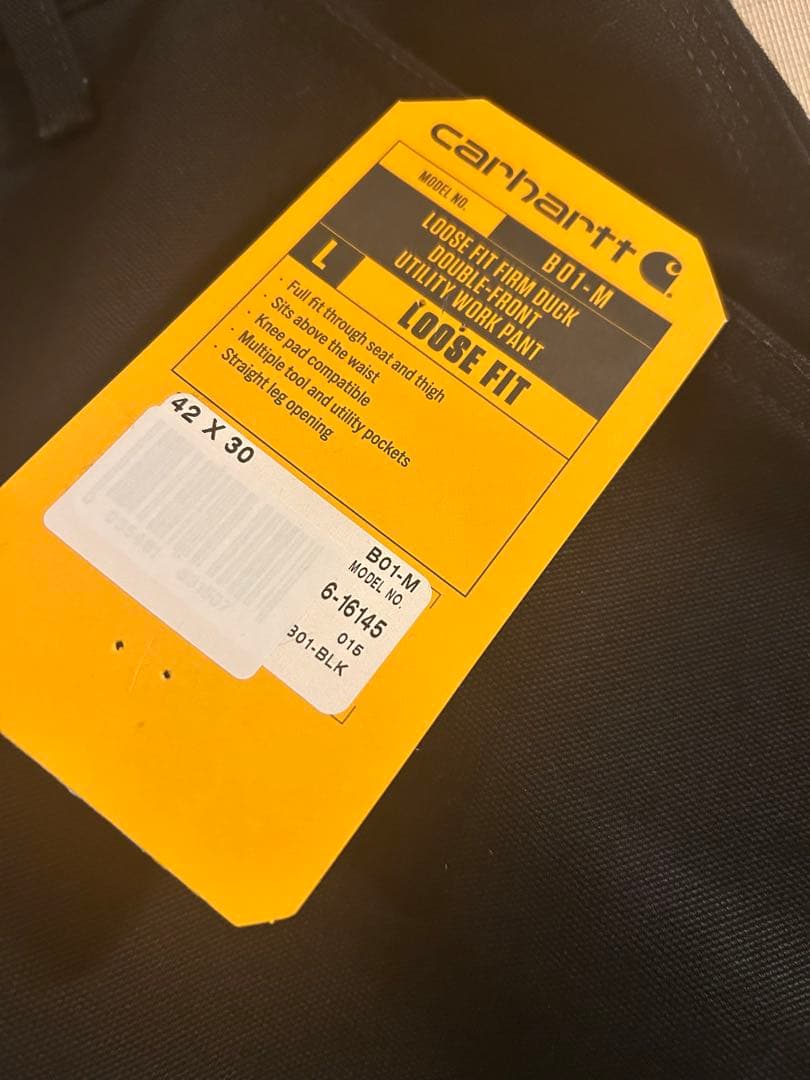 carhartt
MODEL NO. B01-M
LOOSE FIT FIRM DUCK
DOUBLE-FRONT
UTILITY WORK PANT
L LOOSE FIT
· Full fit through seat and thigh
· Sits above the waist
· Knee pad compatible
· Multiple tool and utility pockets
· Straight leg opening
42 X 30
B01-M
MODEL NO.
6-16145
015
B01-BLK